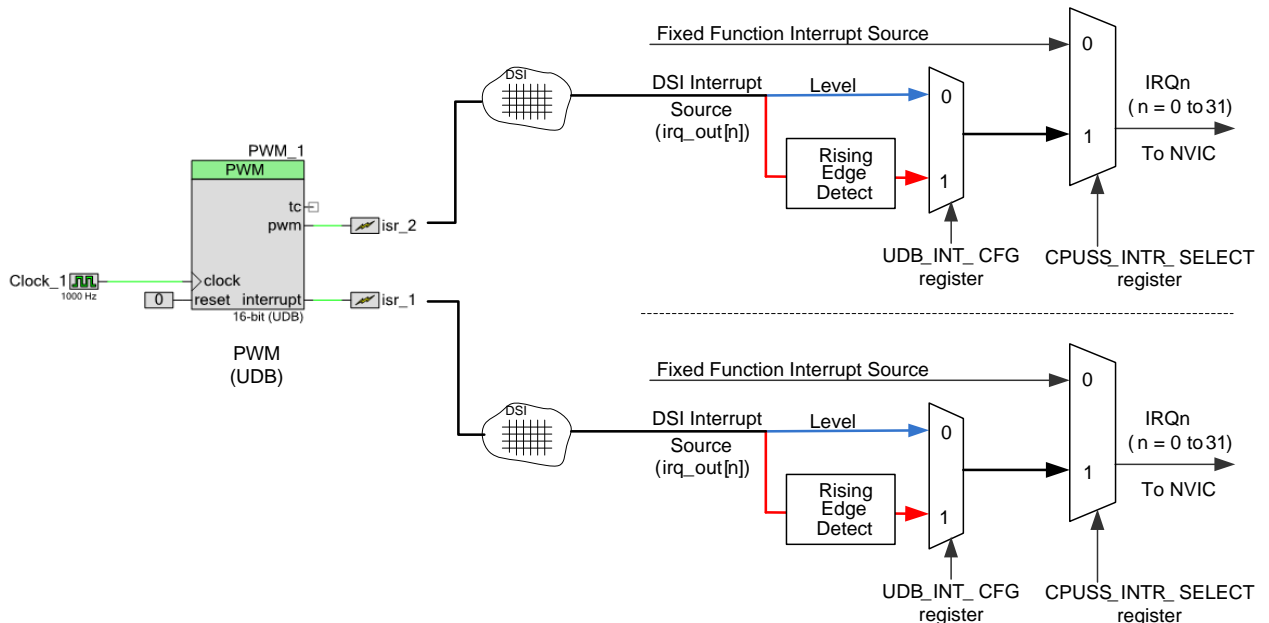 PWM_1
PWM
tc
pwm
isr_2
Clock_1
1000 Hz
clock
0
reset
interrupt
isr_1
16-bit (UDB)
PWM
(UDB)
DSI
Fixed Function Interrupt Source
DSI Interrupt
Source
(irq_out[n])
Level
Rising
Edge
Detect
0
1
UDB_INT_ CFG
register
0
1
CPUSS_INTR_ SELECT
register
IRQn
( n = 0 to 31)
To NVIC
DSI
Fixed Function Interrupt Source
DSI Interrupt
Source
(irq_out[n])
Level
Rising
Edge
Detect
0
1
UDB_INT_ CFG
register
0
1
CPUSS_INTR_ SELECT
register
IRQn
( n = 0 to 31)
To NVIC